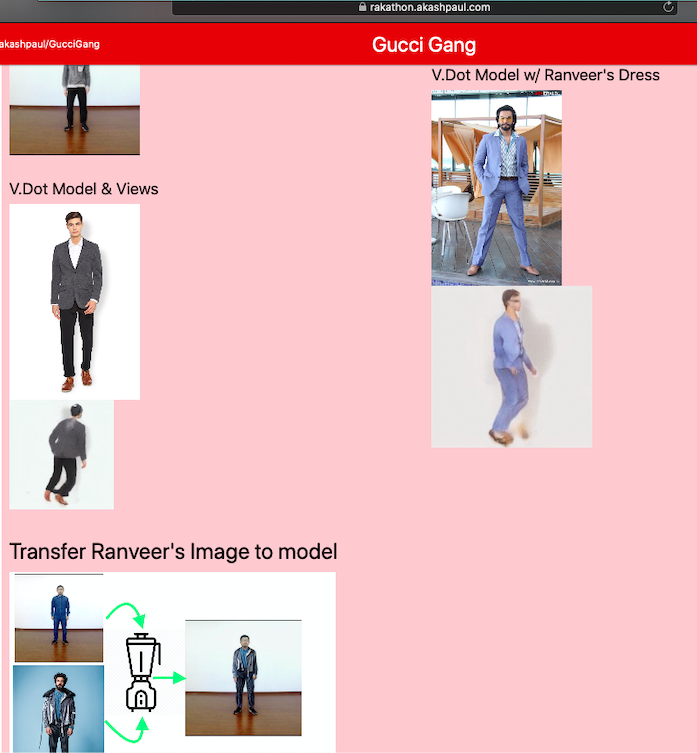 rakathon.akashpaul.com
akashpaul/GucciGang
Gucci Gang
V.Dot Model w/ Ranveer's Dress
V.Dot Model & Views
Transfer Ranveer's Image to model